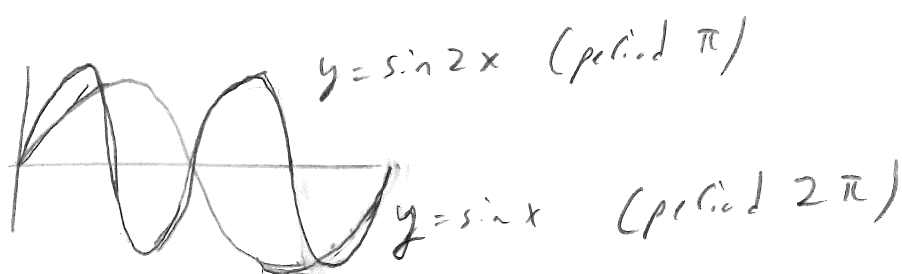 y = sin 2x (period π)
y = sin x (period 2π)